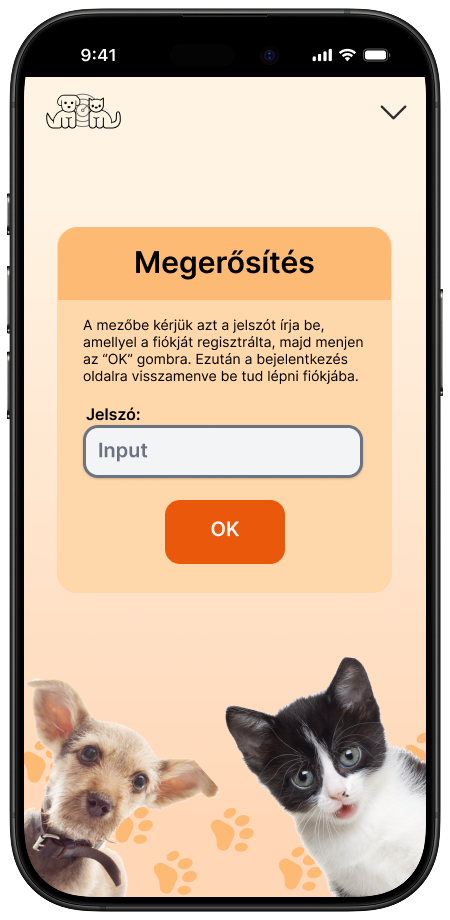 9:41
Megerősítés
A mezőbe kérjük azt a jelszót írja be,
amellyel a fiókját regisztrálta, majd menjen
az “OK” gombra. Ezután a bejelentkezés
oldalra visszamenve be tud lépni fiókjába.
Jelszó:
Input
OK